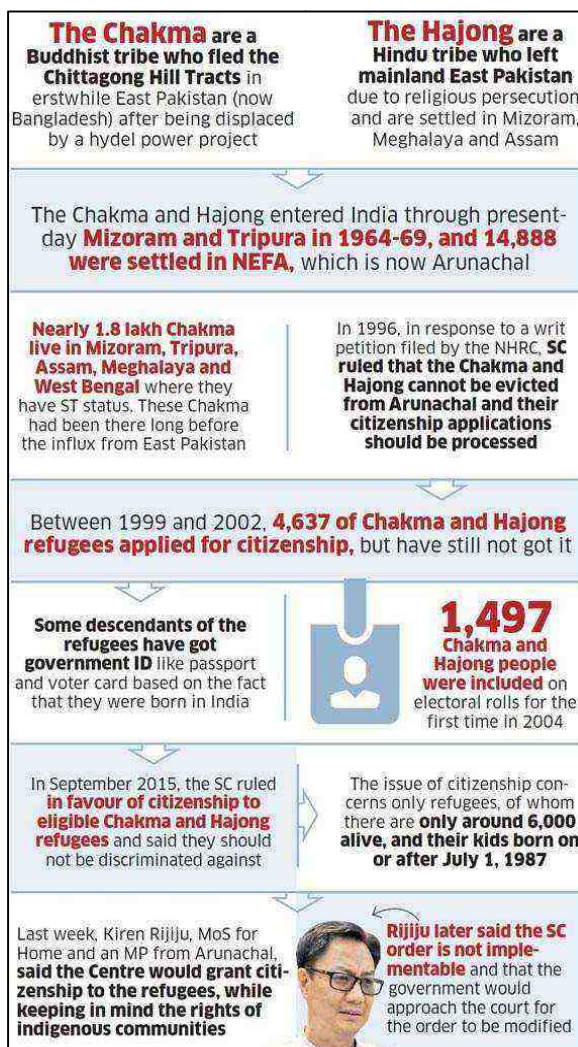 The Chakma are a
Buddhist tribe who fled the
Chittagong Hill Tracts in
erstwhile East Pakistan (now
Bangladesh) after being displaced
by a hydel power project
The Hajong are a
Hindu tribe who left
mainland East Pakistan
due to religious persecution
and are settled in Mizoram,
Meghalaya and Assam
The Chakma and Hajong entered India through present-
day Mizoram and Tripura in 1964-69, and 14,888
were settled in NEFA, which is now Arunachal
Nearly 1.8 lakh Chakma
live in Mizoram, Tripura,
Assam, Meghalaya and
West Bengal where they
have ST status. These Chakma
had been there long before
the influx from East Pakistan
In 1996, in response to a writ
petition filed by the NHRC, SC
ruled that the Chakma and
Hajong cannot be evicted
from Arunachal and their
citizenship applications
should be processed
Between 1999 and 2002, 4,637 of Chakma and Hajong
refugees applied for citizenship, but have still not got it
Some descendants of the
refugees have got
government ID like passport
and voter card based on the fact
that they were born in India
1,497
Chakma and
Hajong people
were included on
electoral rolls for the
first time in 2004
In September 2015, the SC ruled
in favour of citizenship to
eligible Chakma and Hajong
refugees and said they should
not be discriminated against
The issue of citizenship con-
cerns only refugees, of whom
there are only around 6,000
alive, and their kids born on
or after July 1, 1987
Last week, Kiren Rijiju, MoS for
Home and an MP from Arunachal,
said the Centre would grant citi-
zenship to the refugees, while
keeping in mind the rights of
indigenous communities
Rijiju later said the SC
order is not imple-
mentable and that the
government would
approach the court for
the order to be modified